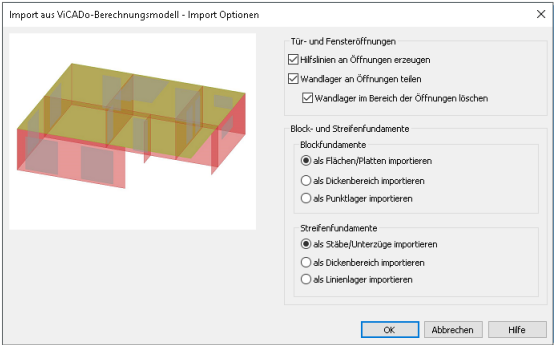 Import aus ViCADo-Berechnungsmodell - Import Optionen
Tür- und Fensteröffnungen
Hilfslinien an Öffnungen erzeugen
Wandlager an Öffnungen teilen
Wandlager im Bereich der Öffnungen löschen
Block- und Streifenfundamente
Blockfundamente
als Flächen/Platten importieren
als Dickenbereich importieren
als Punktlager importieren
Streifenfundamente
als Stäbe/Unterzüge importieren
als Dickenbereich importieren
als Linienlager importieren
OK
Abbrechen
Hilfe